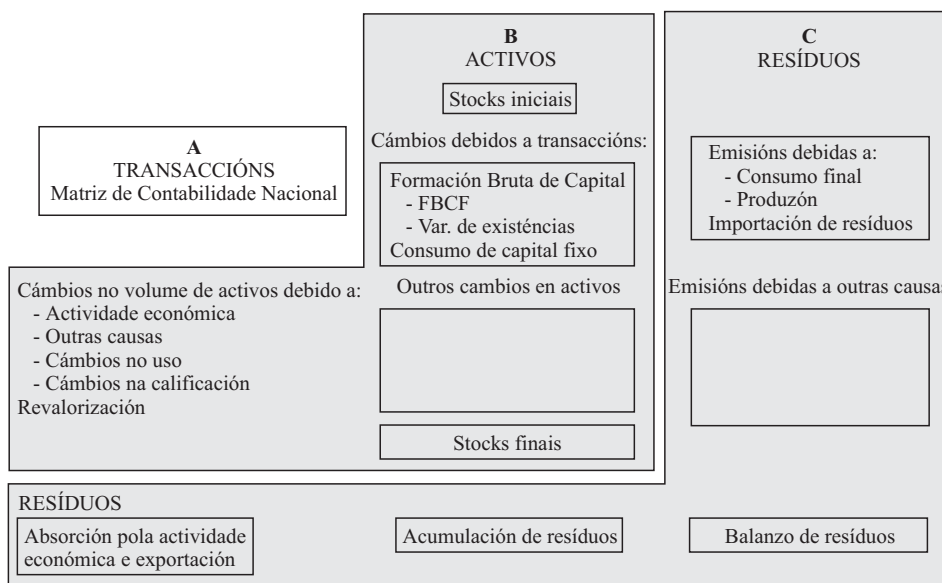 A
TRANSACCIÓNS
Matriz de Contabilidade Nacional
B
ACTIVOS
Stocks iniciais
Cámbios debidos a transaccións:
Formación Bruta de Capital
- FBCF
- Var. de existéncias
Consumo de capital fixo
C
RESÍDUOS
Emisións debidas a:
- Consumo final
- Produzón
Importación de resíduos
Cámbios no volume de activos debido a:
- Actividade económica
- Outras causas
- Cámbios no uso
- Cámbios na calificación
Revalorización
Outros cambios en activos
Stocks finais
Emisións debidas a outras causas
RESÍDUOS
Absorción pola actividade
económica e exportación
Acumulación de resíduos
Balanzo de resíduos